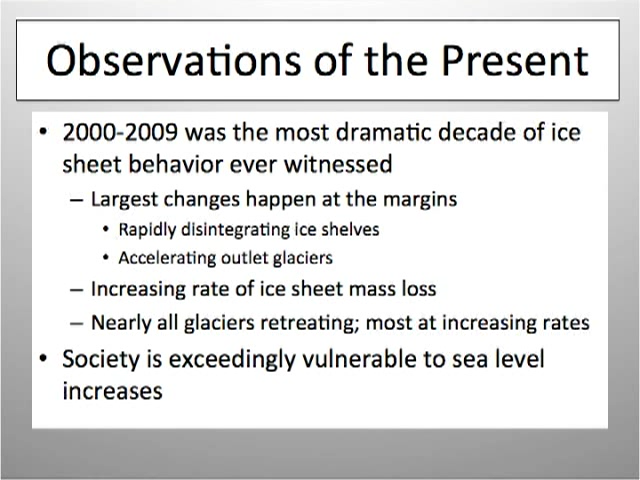 Observations of the Present
• 2000-2009 was the most dramatic decade of ice
sheet behavior ever witnessed
– Largest changes happen at the margins
• Rapidly disintegrating ice shelves
• Accelerating outlet glaciers
– Increasing rate of ice sheet mass loss
– Nearly all glaciers retreating; most at increasing rates
• Society is exceedingly vulnerable to sea level
increases